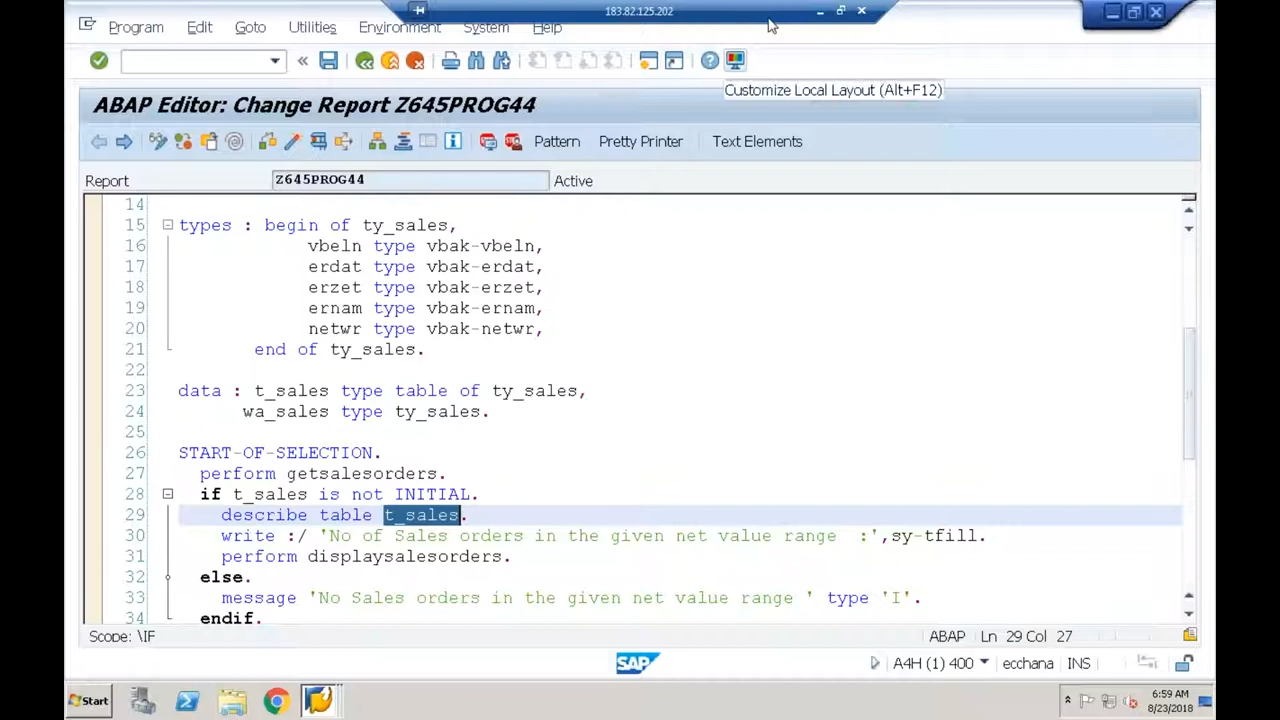 183.82.125.202
Program Edit Goto Utilities Environment System Help
Customize Local Layout (Alt+F12)
ABAP Editor: Change Report Z645PROG44
Pattern Pretty Printer Text Elements
Report Z645PROG44 Active
14
15 types : begin of ty_sales,
16 vbeln type vbak-vbeln,
17 erdat type vbak-erdat,
18 erzet type vbak-erzet,
19 ernam type vbak-ernam,
20 netwr type vbak-netwr,
21 end of ty_sales.
22
23 data : t_sales type table of ty_sales,
24 wa_sales type ty_sales.
25
26 START-OF-SELECTION.
27 perform getsalesorders.
28 if t_sales is not INITIAL.
29 describe table t_sales.
30 write :/ 'No of Sales orders in the given net value range :',sy-tfill.
31 perform displaysalesorders.
32 else.
33 message 'No Sales orders in the given net value range ' type 'I'.
34 endif.
Scope: \IF ABAP Ln 29 Col 27
SAP A4H (1) 400 ecchana INS
Start 6:59 AM
8/23/2018